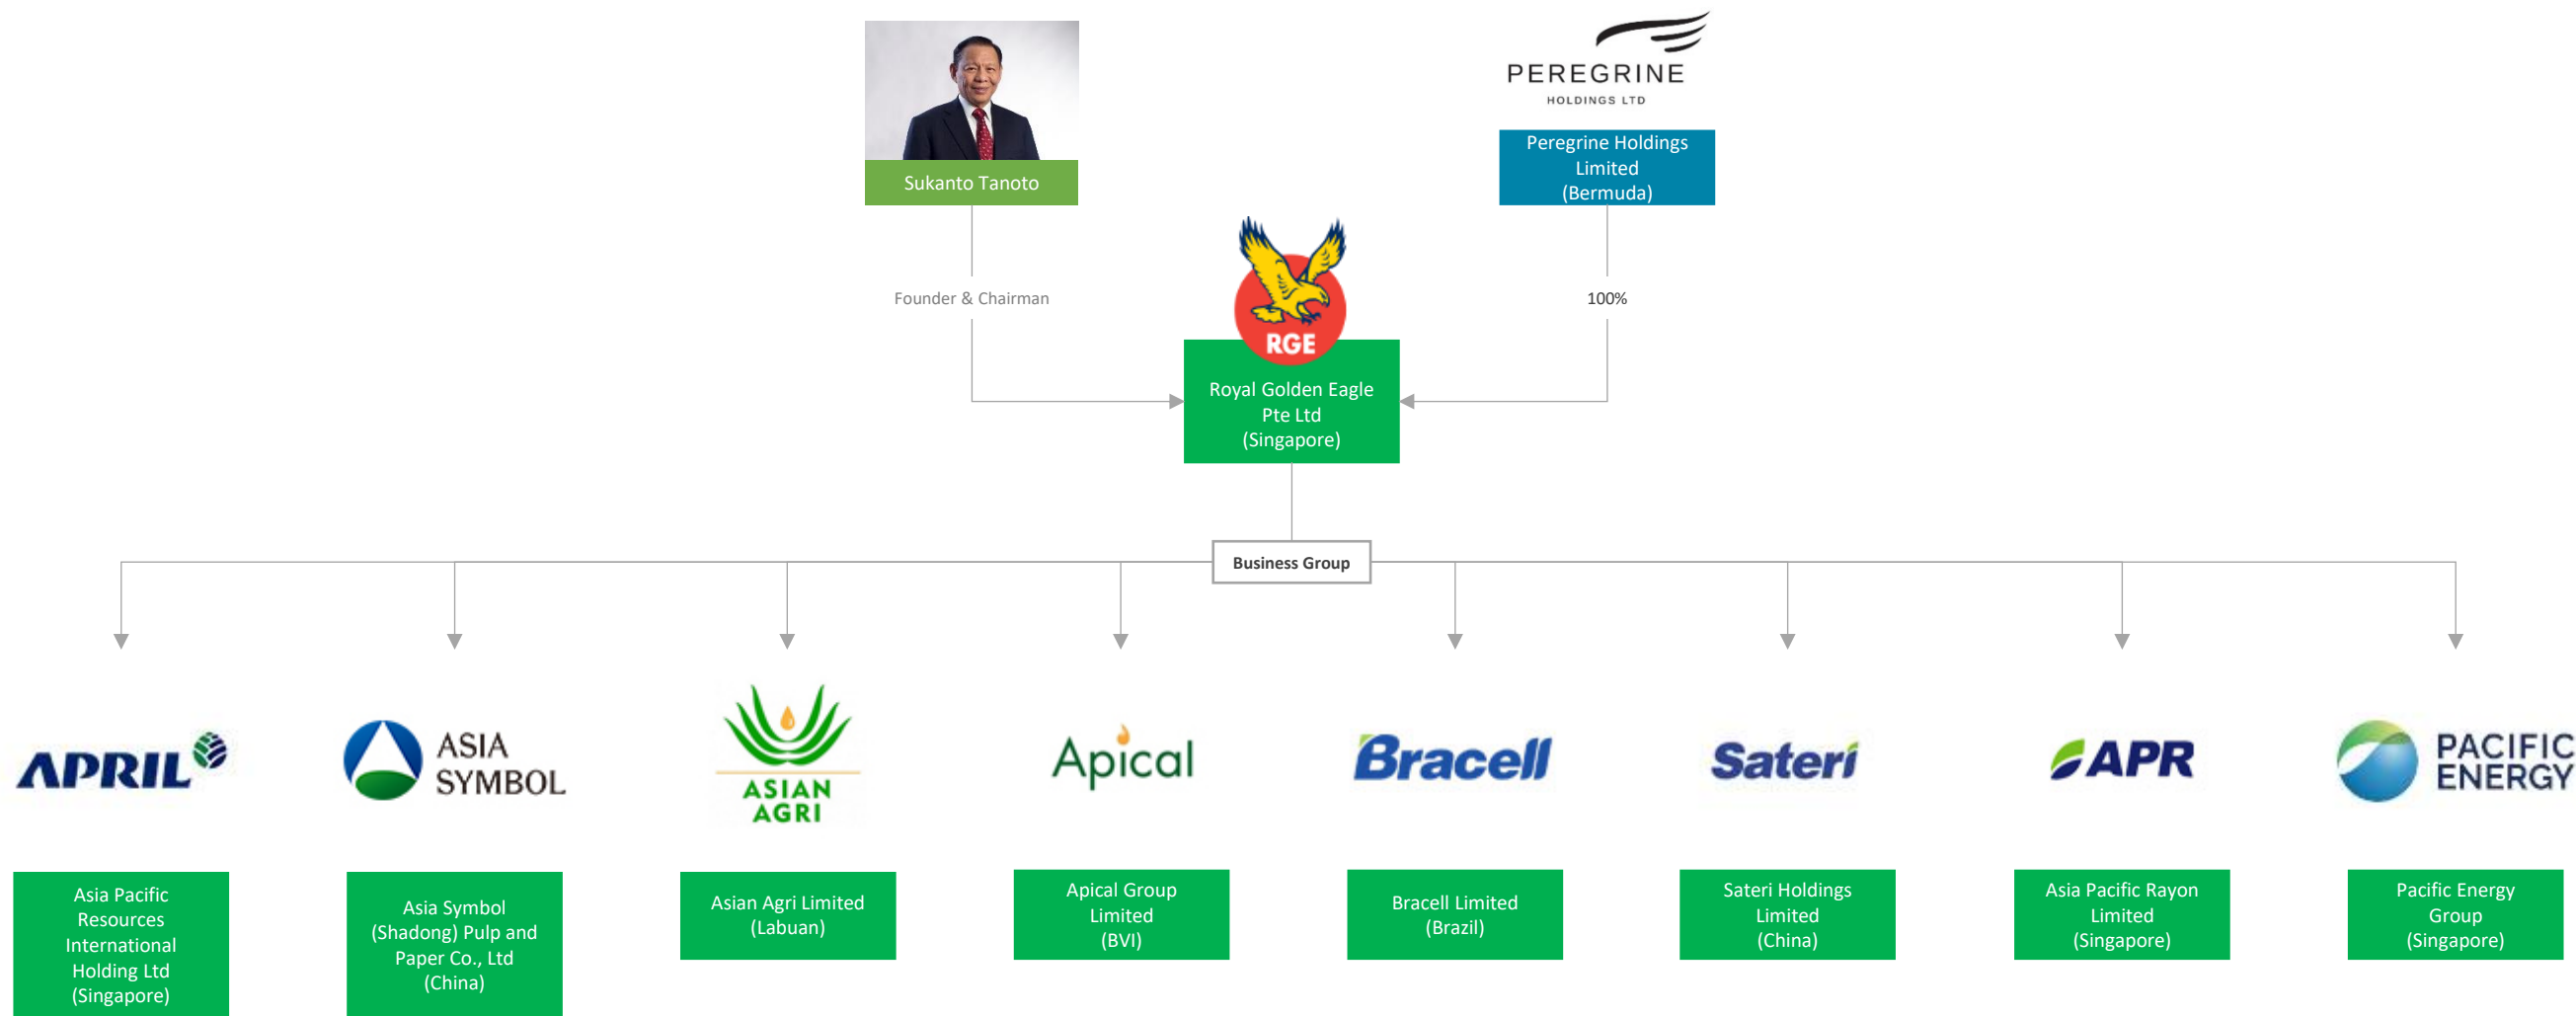 PEREGRINE
HOLDINGS LTD
Sukanto Tanoto
Peregrine Holdings
Limited
(Bermuda)
Founder & Chairman
100%
RGE
Royal Golden Eagle
Pte Ltd
(Singapore)
Business Group
APRIL
ASIA
SYMBOL
ASIAN
AGRI
Apical
Bracell
Sateri
APR
PACIFIC
ENERGY
Asia Pacific
Resources
International
Holding Ltd
(Singapore)
Asia Symbol
(Shadong) Pulp and
Paper Co., Ltd
(China)
Asian Agri Limited
(Labuan)
Apical Group
Limited
(BVI)
Bracell Limited
(Brazil)
Sateri Holdings
Limited
(China)
Asia Pacific Rayon
Limited
(Singapore)
Pacific Energy
Group
(Singapore)